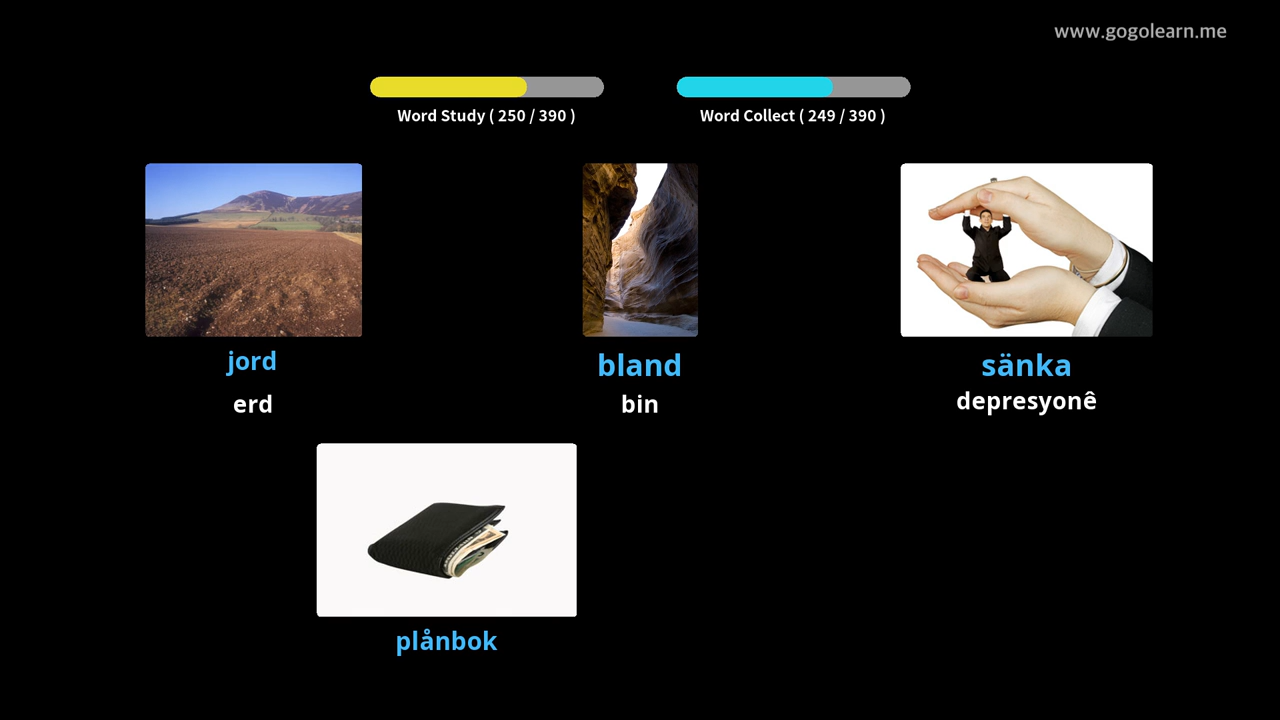 www.gogolearn.me
Word Study ( 250 / 390 )
Word Collect ( 249 / 390 )
jord
bland
sänka
erd
bin
depresyonê
plånbok